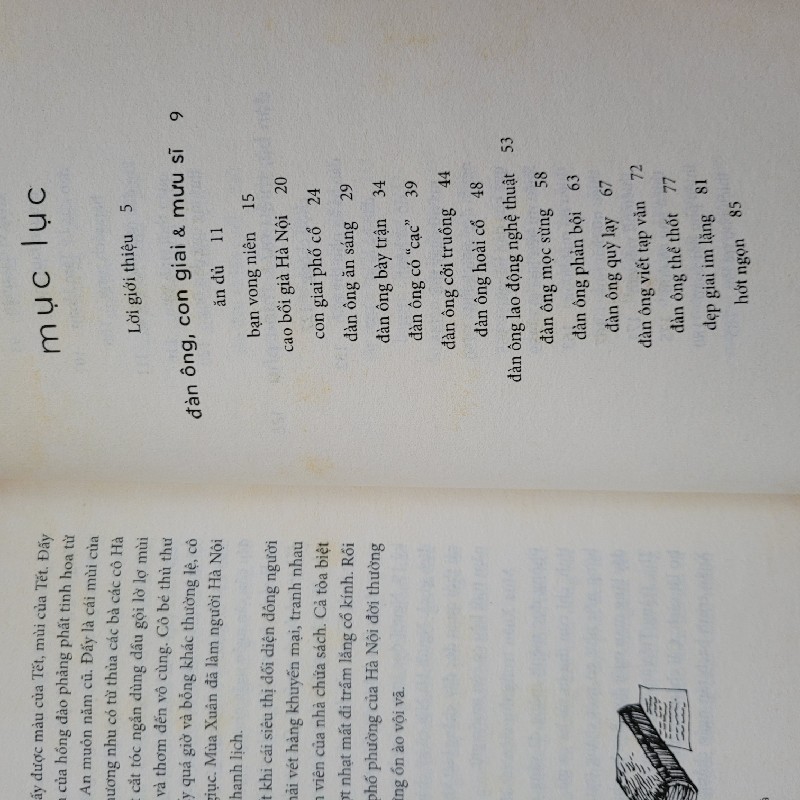 ấy được màu của Tết, mùi của Tết. Đấy
của hồng đào phảng phất tinh hoa từ
An muôn năm cũ. Đấy là cái mùi của
hương nhu có từ thủa các bà các cô Hà
cắt tóc ngắn dùng dầu gội lờ lợ mùi
và thơm đến vô cùng. Cô bé thủ thư
ấy quá giờ và bỗng khác thường lệ, cô
giục. Mùa Xuân đã làm người Hà Nội
thanh lịch.
khi cái siêu thị đối diện đông người
vét hàng khuyến mại, tranh nhau
viên của nhà chứa sách. Cả tòa biệt
nhạt mất đi trầm lắng cổ kính. Rồi
phố phường của Hà Nội đời thường
ồn ào vội vã.
mục lục
Lời giới thiệu 5
đàn ông, con giai & mưu sĩ 9
ăn đủ 11
bạn vong niên 15
cao bồi già Hà Nội 20
con giai phố cổ 24
đàn ông ăn sáng 29
đàn ông bày trận 34
đàn ông có “cạc” 39
đàn ông cởi truồng 44
đàn ông hoài cổ 48
đàn ông lao động nghệ thuật 53
đàn ông mọc sừng 58
đàn ông phản bội 63
đàn ông quỳ lạy 67
đàn ông viết tạp văn 72
đàn ông thề thốt 77
đẹp giai im lặng 81
hớt ngọn 85